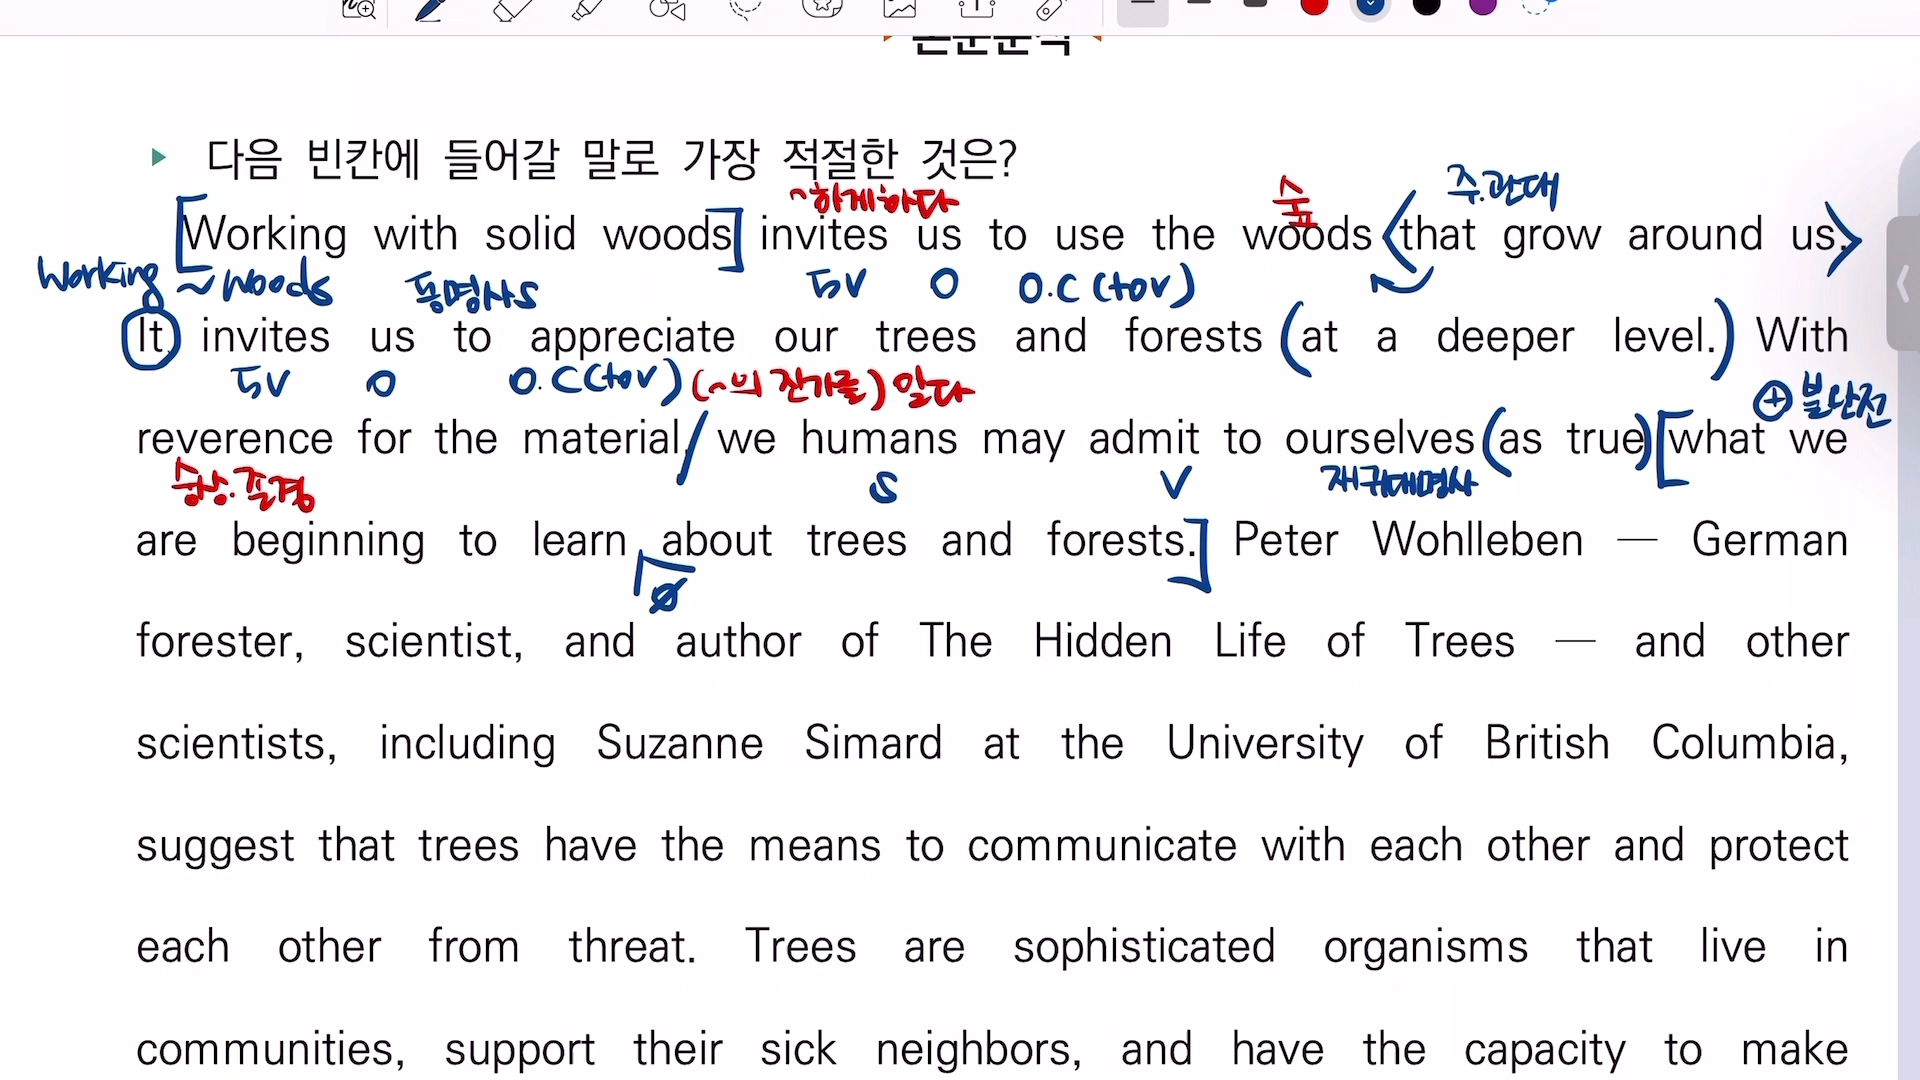 본문분석
▶ 다음 빈칸에 들어갈 말로 가장 적절한 것은?
~하게하다
숲
주.관대
[Working with solid woods] invites us to use the woods <that grow around us.>
Working ~ woods
동명사S
5V
O
O.C (toV)
It invites us to appreciate our trees and forests (at a deeper level.) With
5V
O
O.C (toV)
(~의 진가를) 알다
+ 불완전
reverence for the material, / we humans may admit to ourselves (as true) [what we
숭상.존경
S
V
재귀대명사
are beginning to learn about trees and forests.] Peter Wohlleben — German
ø
forester, scientist, and author of The Hidden Life of Trees — and other
scientists, including Suzanne Simard at the University of British Columbia,
suggest that trees have the means to communicate with each other and protect
each other from threat. Trees are sophisticated organisms that live in
communities, support their sick neighbors, and have the capacity to make